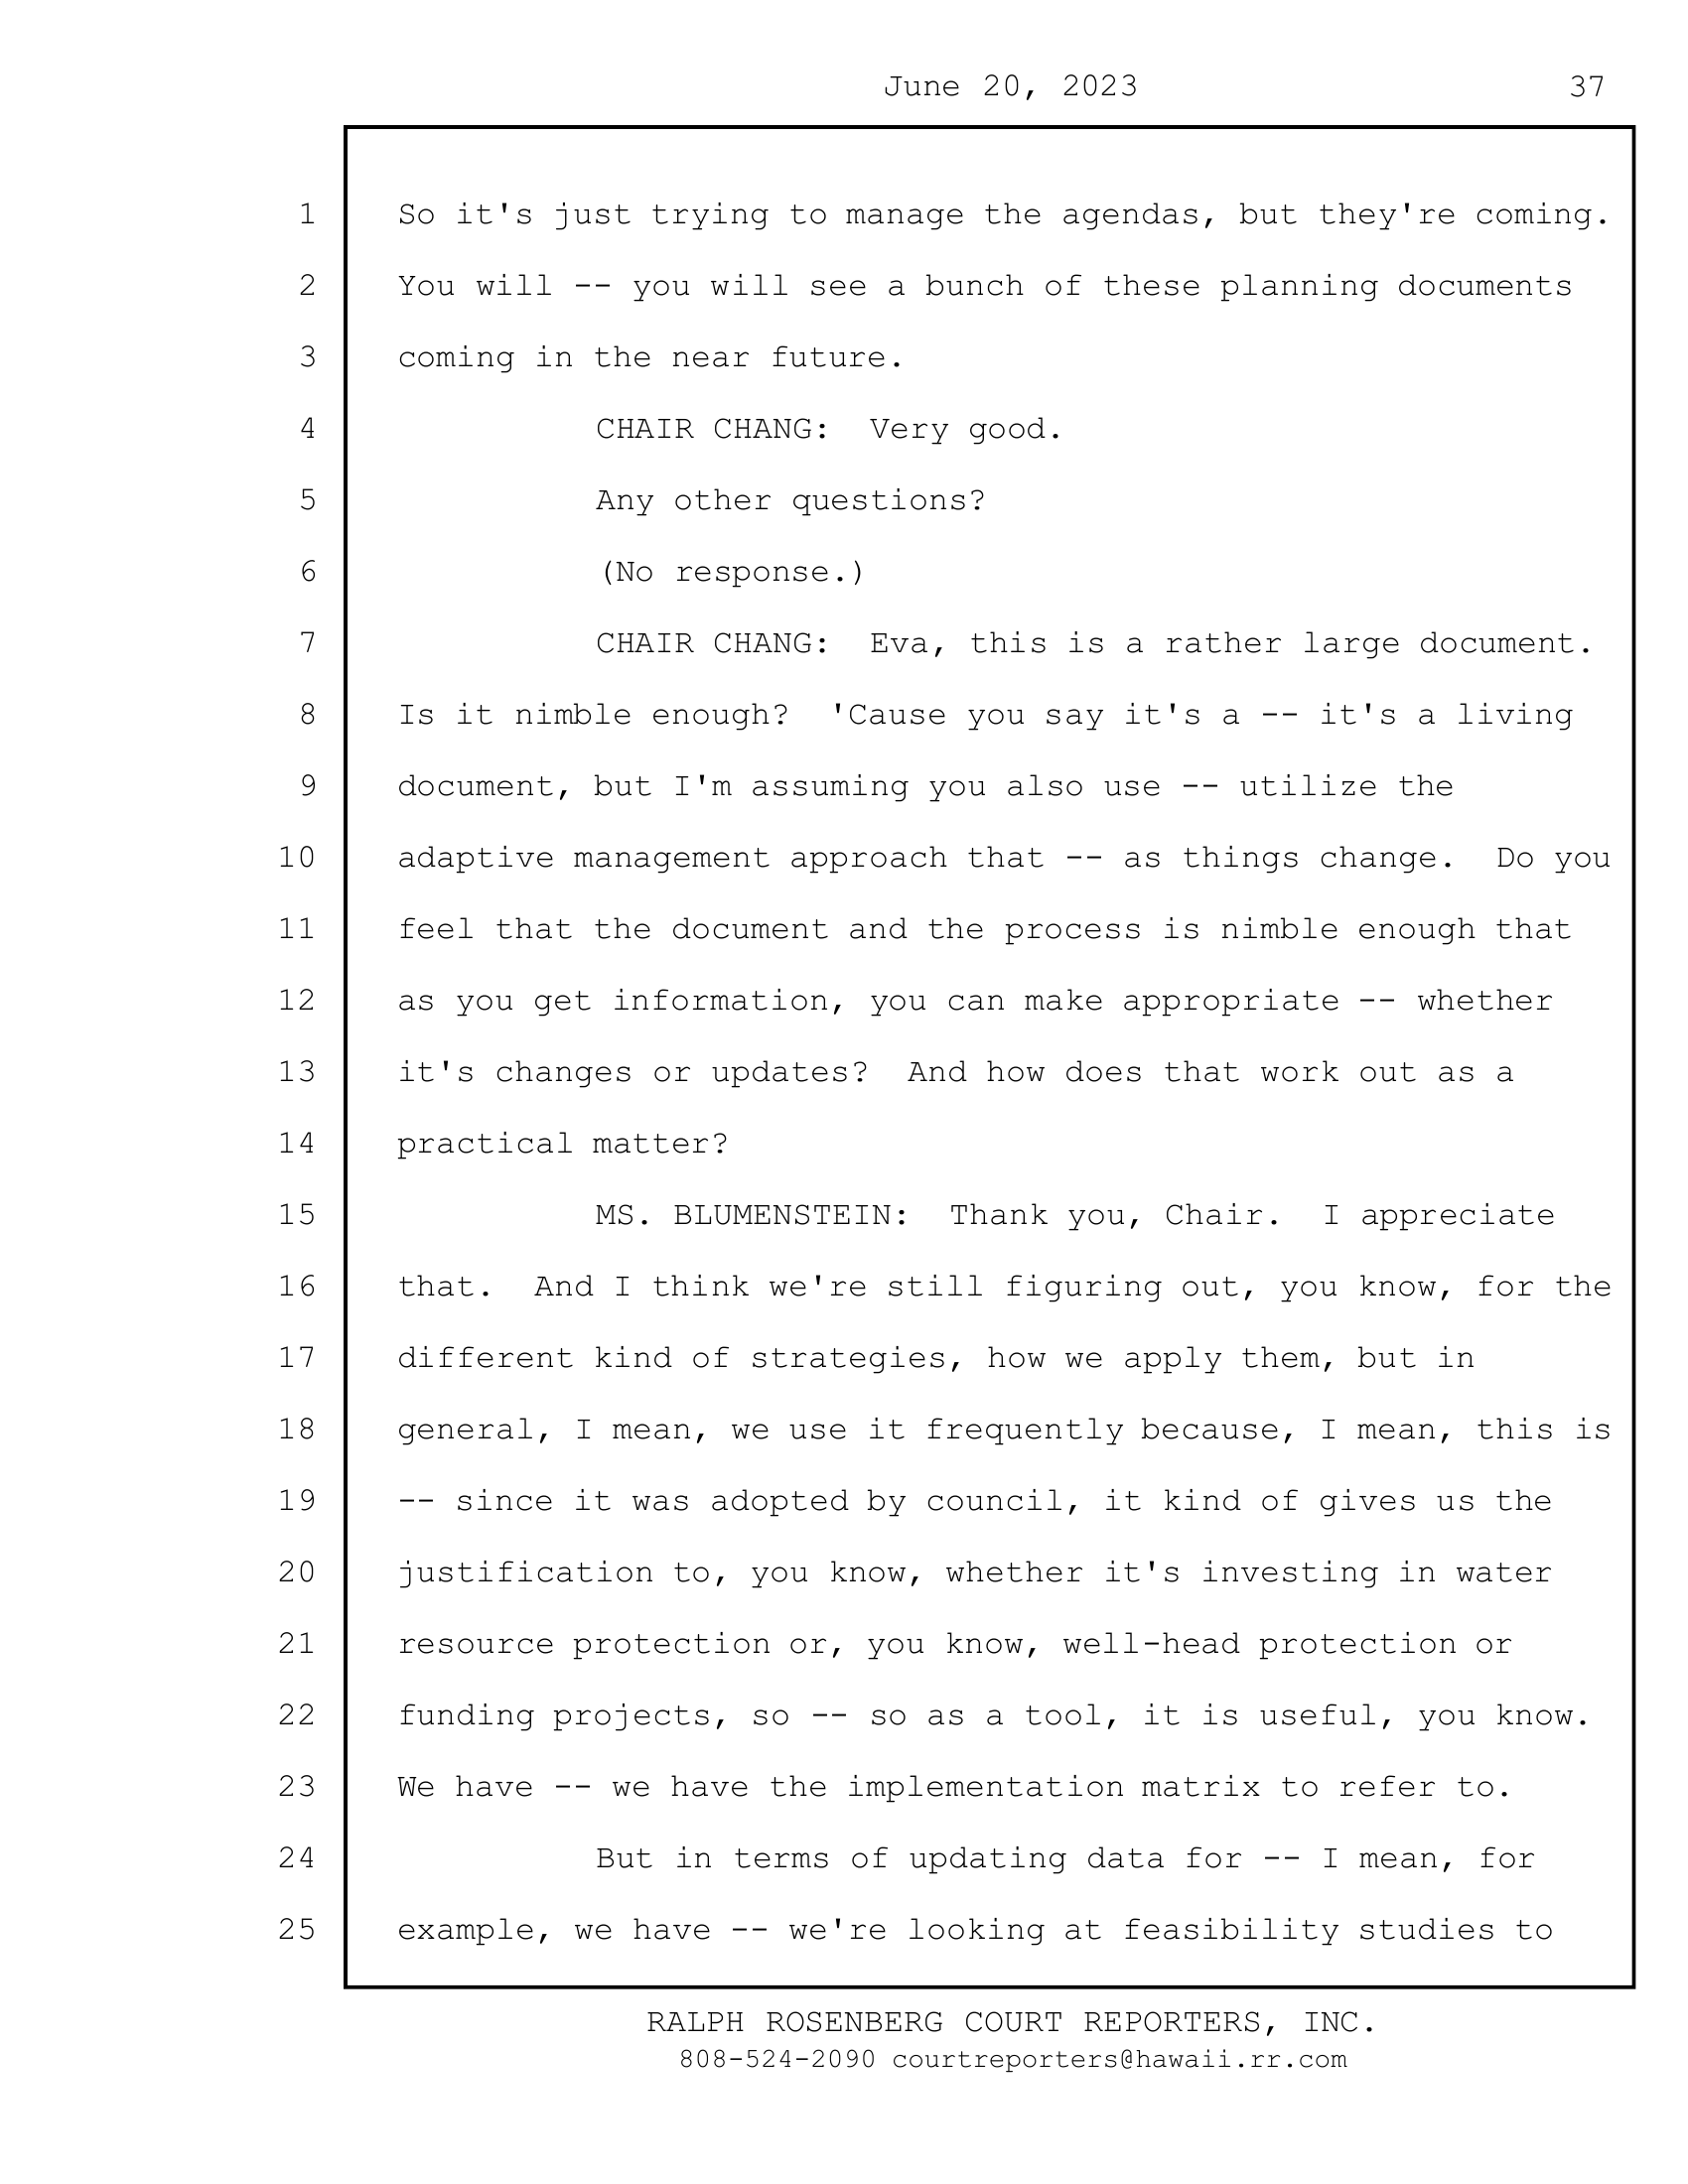 June 20, 2023 37
1 So it's just trying to manage the agendas, but they're coming.
2 You will -- you will see a bunch of these planning documents
3 coming in the near future.
4 CHAIR CHANG:  Very good.
5 Any other questions?
6 (No response.)
7 CHAIR CHANG:  Eva, this is a rather large document.
8 Is it nimble enough?  'Cause you say it's a -- it's a living
9 document, but I'm assuming you also use -- utilize the
10 adaptive management approach that -- as things change.  Do you
11 feel that the document and the process is nimble enough that
12 as you get information, you can make appropriate -- whether
13 it's changes or updates?  And how does that work out as a
14 practical matter?
15 MS. BLUMENSTEIN:  Thank you, Chair.  I appreciate
16 that.  And I think we're still figuring out, you know, for the
17 different kind of strategies, how we apply them, but in
18 general, I mean, we use it frequently because, I mean, this is
19 -- since it was adopted by council, it kind of gives us the
20 justification to, you know, whether it's investing in water
21 resource protection or, you know, well-head protection or
22 funding projects, so -- so as a tool, it is useful, you know.
23 We have -- we have the implementation matrix to refer to.
24 But in terms of updating data for -- I mean, for
25 example, we have -- we're looking at feasibility studies to
RALPH ROSENBERG COURT REPORTERS, INC.
808-524-2090 courtreporters@hawaii.rr.com